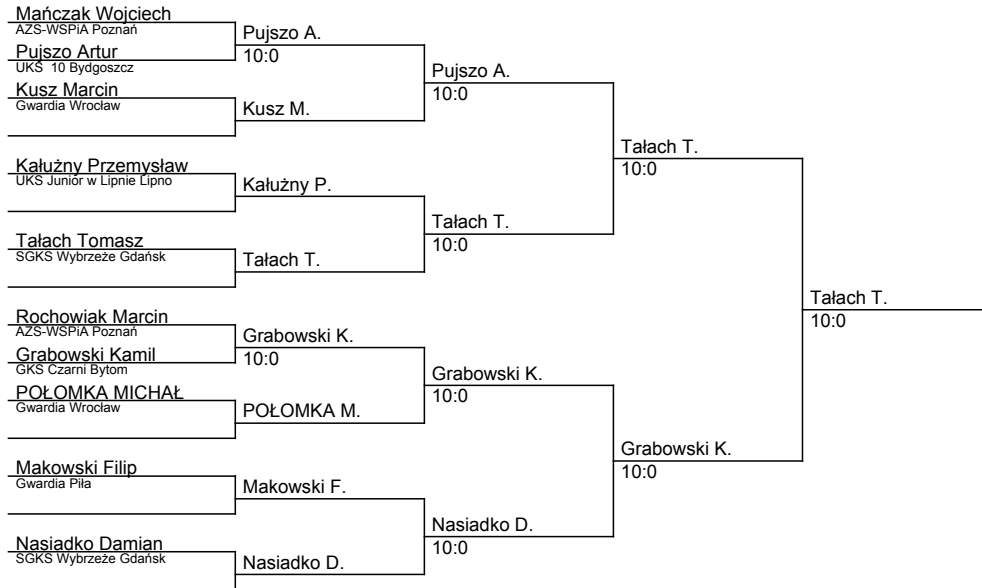 Mańczak Wojciech
AZS-WSPiA Poznań
Pujszo A.
10:0
Pujszo Artur
UKS 10 Bydgoszcz
Pujszo A.
10:0
Kusz Marcin
Gwardia Wrocław
Kusz M.
Tałach T.
10:0
Kałużny Przemysław
UKS Junior w Lipnie Lipno
Kałużny P.
Tałach T.
10:0
Tałach Tomasz
SGKS Wybrzeże Gdańsk
Tałach T.
Tałach T.
10:0
Rochowiak Marcin
AZS-WSPiA Poznań
Grabowski K.
10:0
Grabowski Kamil
GKS Czarni Bytom
Grabowski K.
10:0
POŁOMKA MICHAŁ
Gwardia Wrocław
POŁOMKA M.
Grabowski K.
10:0
Makowski Filip
Gwardia Piła
Makowski F.
Nasiadko D.
10:0
Nasiadko Damian
SGKS Wybrzeże Gdańsk
Nasiadko D.